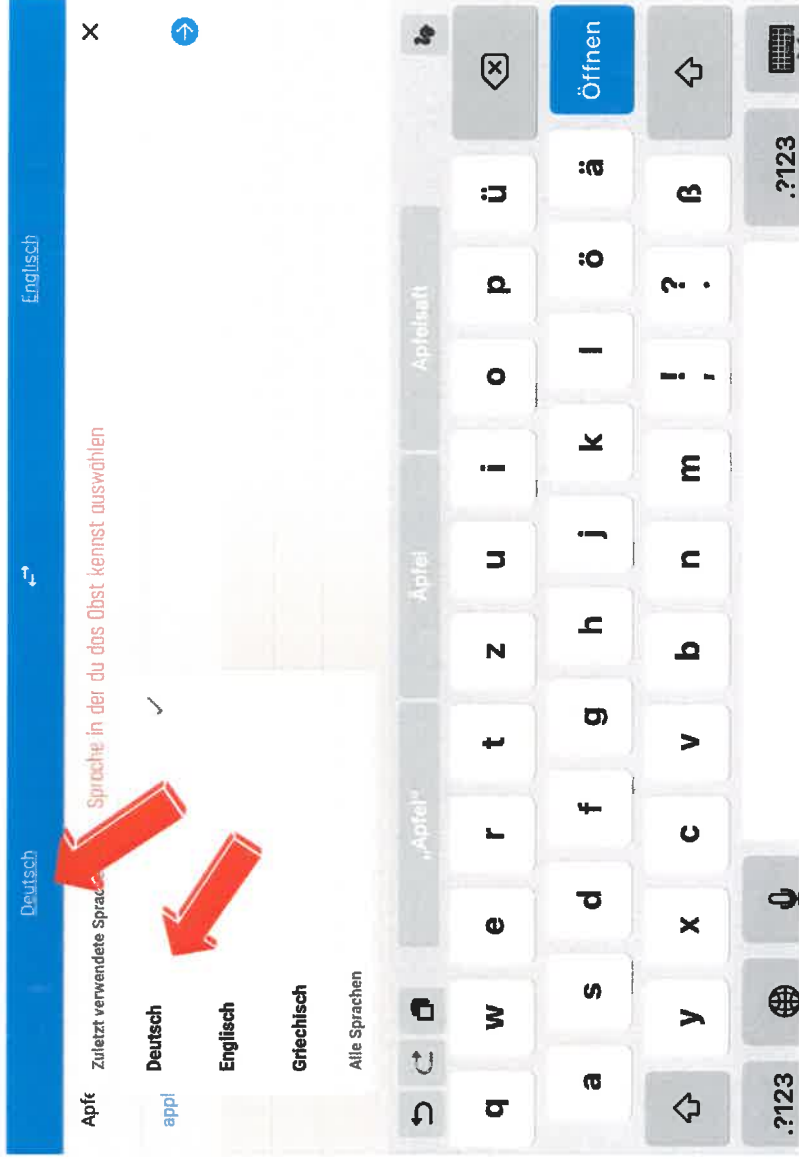 Deutsch
Englisch
Apfe
Zuletzt verwendete Sprac
Sprache in der du das Obst kennst auswählen
appl
Deutsch
Englisch
Griechisch
Alle Sprachen
„Apfel“
Apfel
Apfelsaft
q w e r t z u i o p ü
a s d f g h j k l ö ä Öffnen
y x c v b n m ! , ? . ß
.?123
.?123